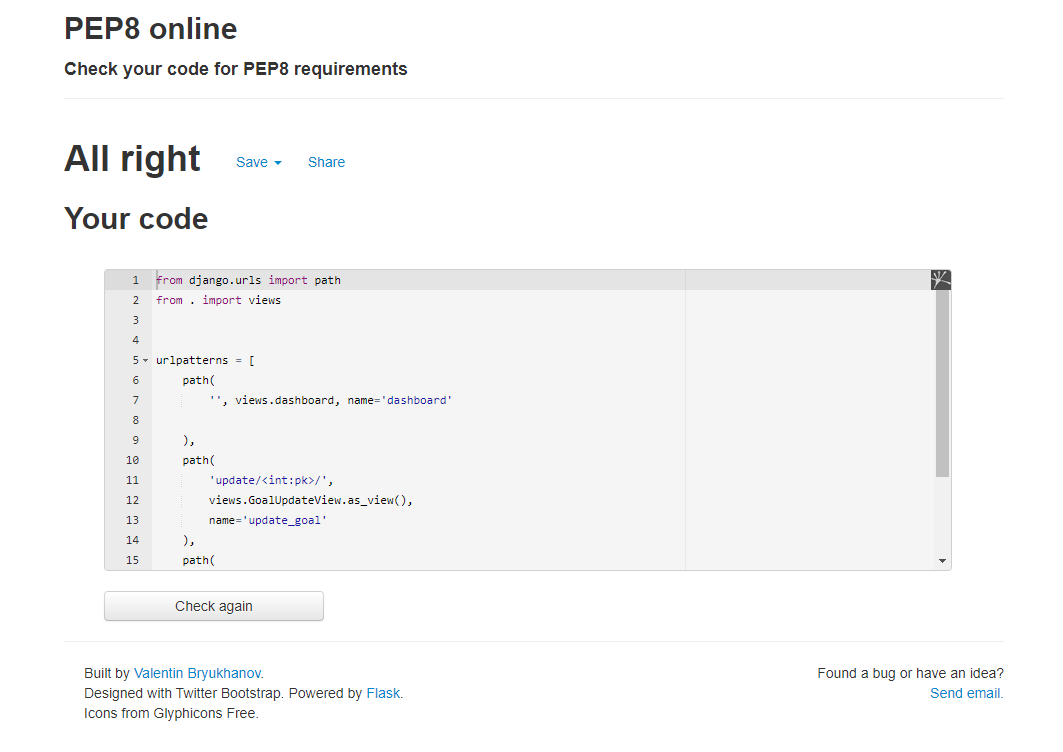 PEP8 online
Check your code for PEP8 requirements
All right
Save
Share
Your code
1 from django.urls import path
2 from . import views
3
4
5 urlpatterns = [
6     path(
7         '', views.dashboard, name='dashboard'
8
9     ),
10     path(
11         'update/<int:pk>/',
12         views.GoalUpdateView.as_view(),
13         name='update_goal'
14     ),
15     path(
Check again
Built by Valentin Bryukhanov.
Designed with Twitter Bootstrap. Powered by Flask.
Icons from Glyphicons Free.
Found a bug or have an idea?
Send email.